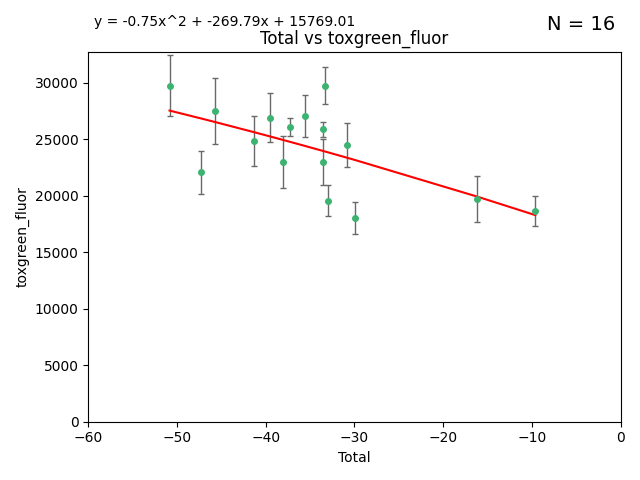 y = -0.75x^2 + -269.79x + 15769.01
N = 16
Total vs toxgreen_fluor
toxgreen_fluor
30000
25000
20000
15000
10000
5000
0
−60
−50
−40
−30
−20
−10
0
Total